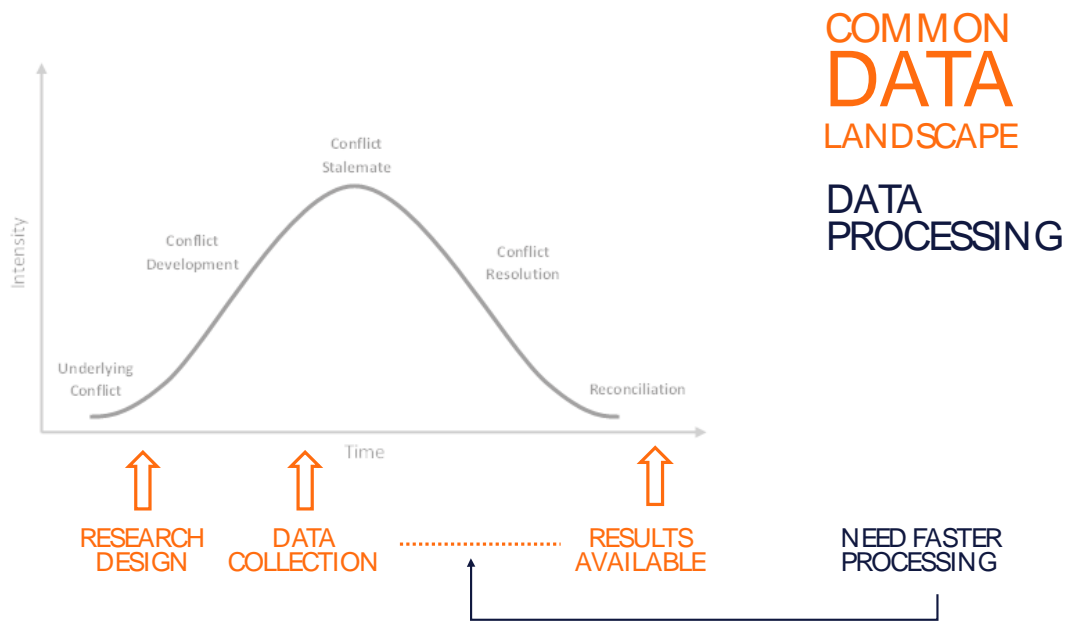 COMMON
DATA
LANDSCAPE
DATA
PROCESSING
Intensity
Conflict
Stalemate
Conflict
Development
Conflict
Resolution
Underlying
Conflict
Reconciliation
Time
RESEARCH
DESIGN
DATA
COLLECTION
RESULTS
AVAILABLE
NEED FASTER
PROCESSING